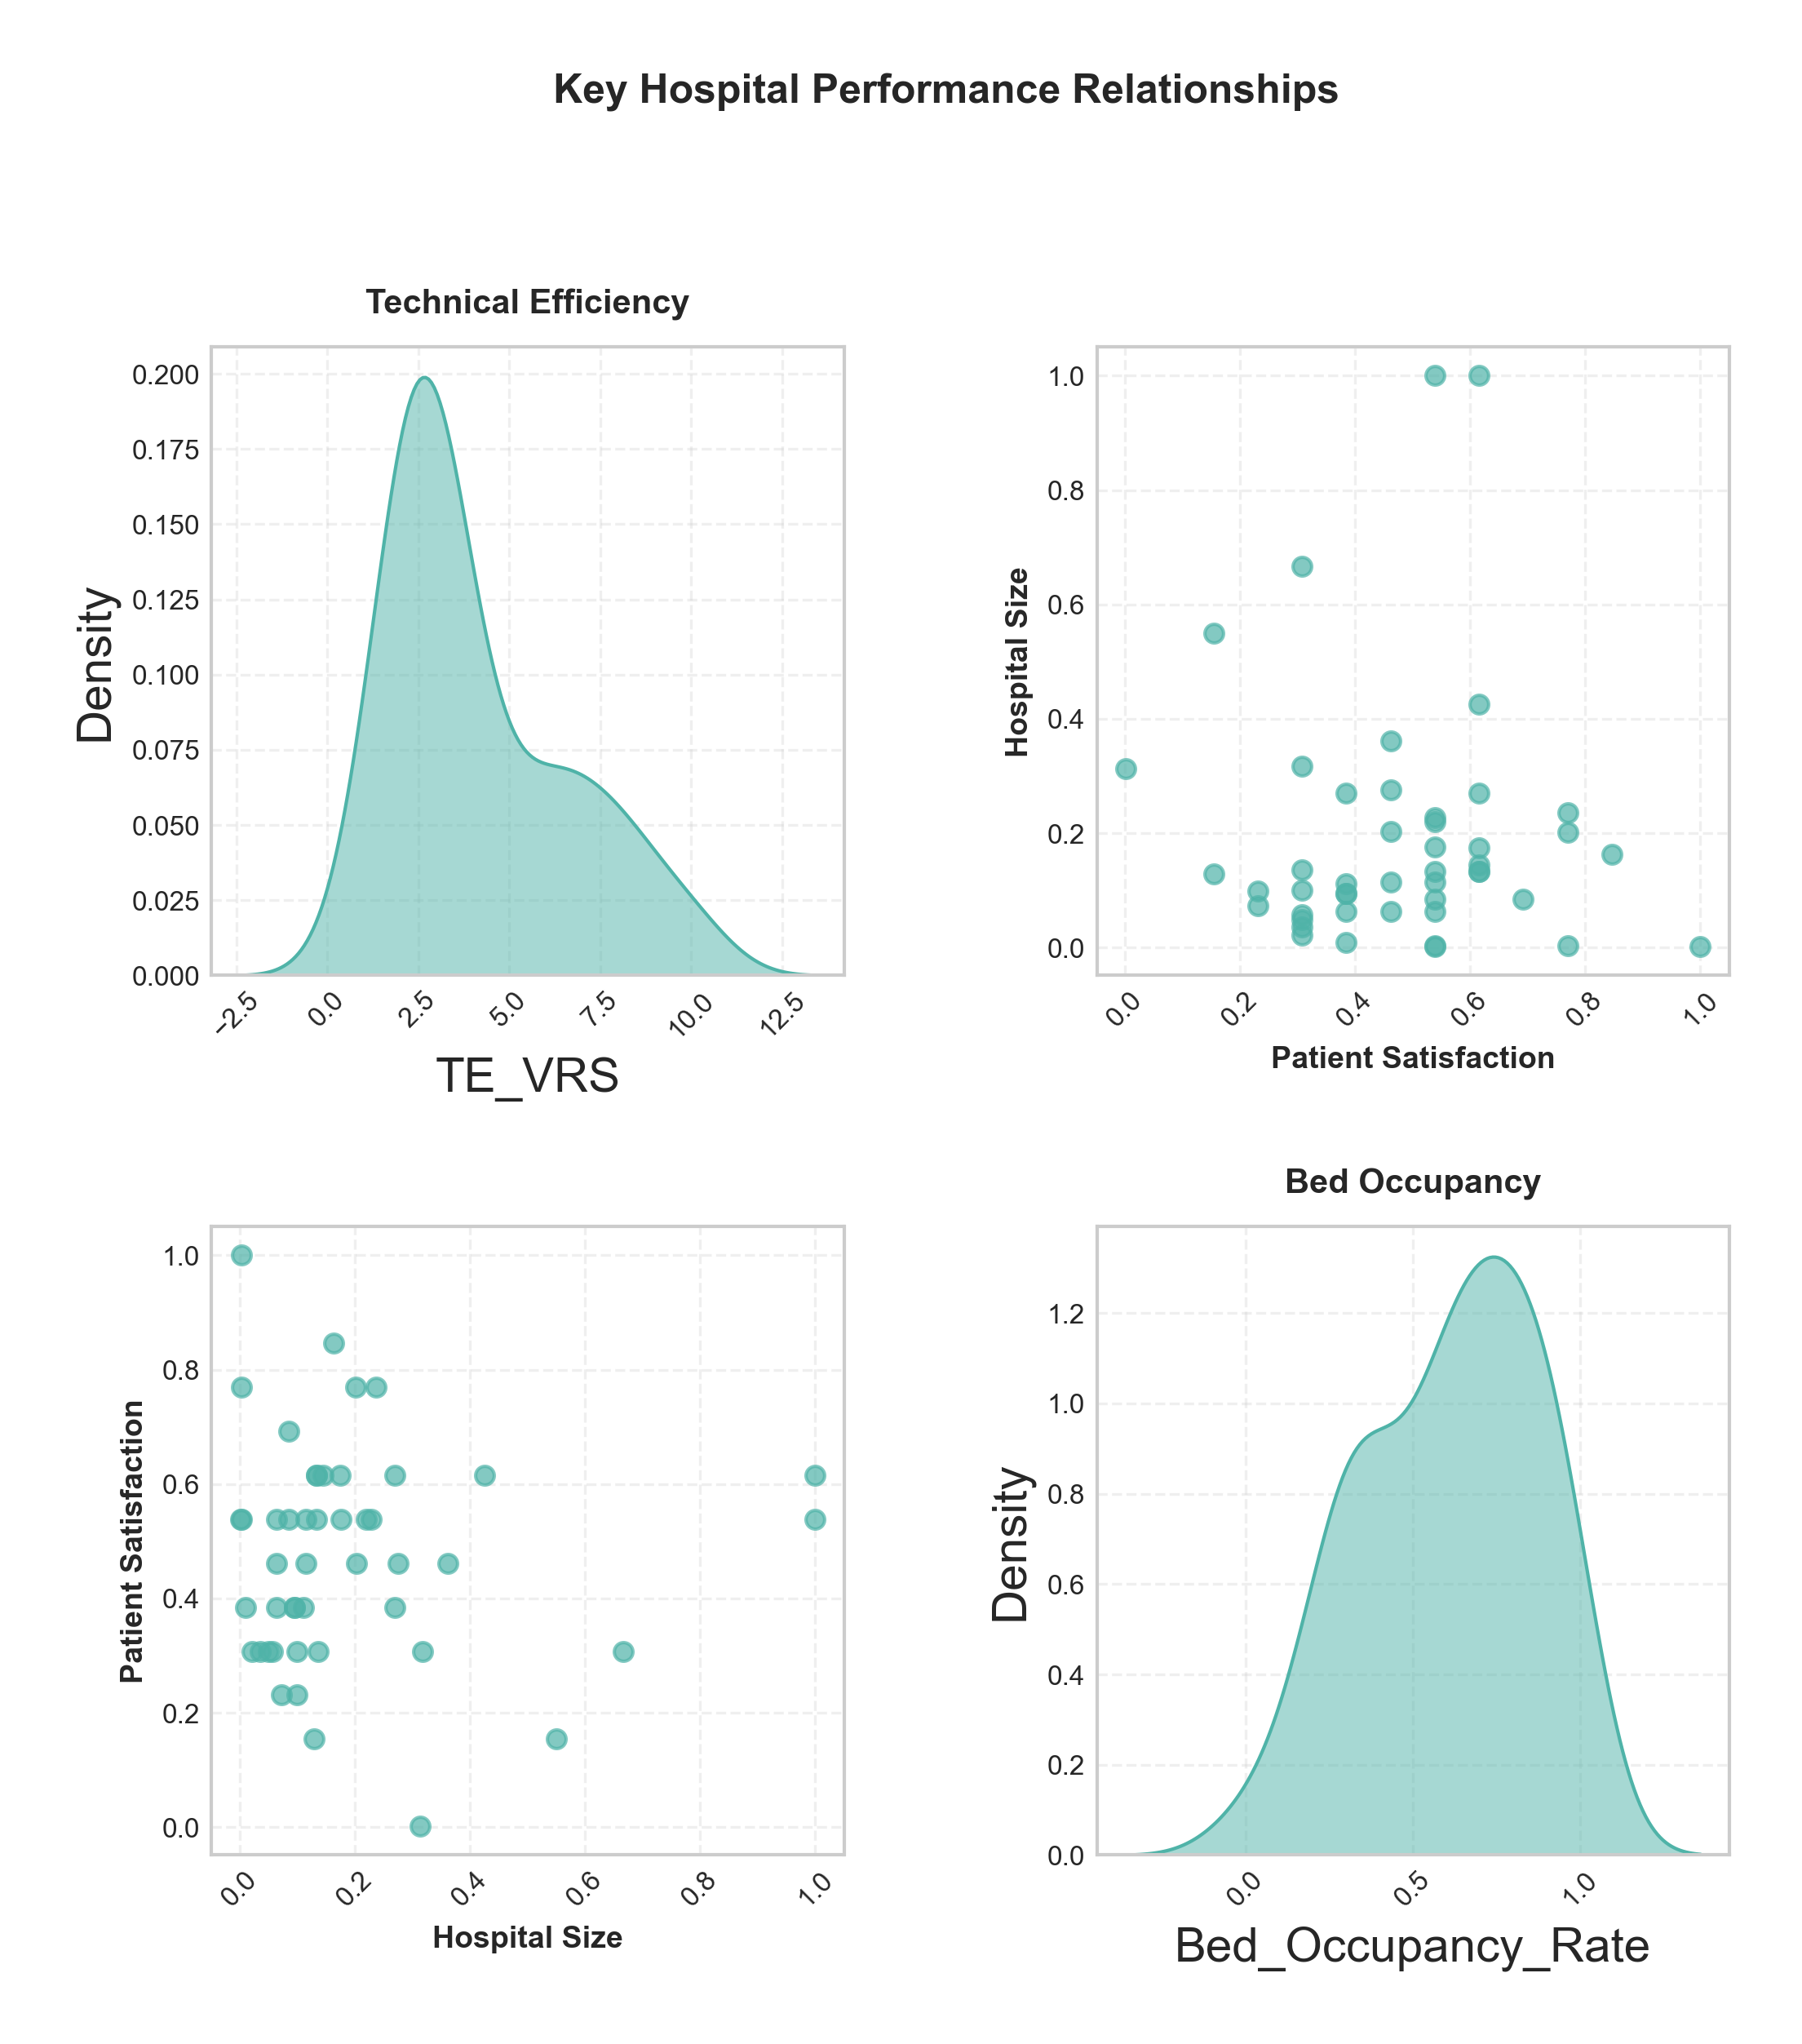 Key Hospital Performance Relationships
Technical Efficiency
Density
0.200
0.175
0.150
0.125
0.100
0.075
0.050
0.025
0.000
−2.5 0.0 2.5 5.0 7.5 10.0 12.5
TE_VRS
Hospital Size
1.0
0.8
0.6
0.4
0.2
0.0
0.0 0.2 0.4 0.6 0.8 1.0
Patient Satisfaction
Patient Satisfaction
1.0
0.8
0.6
0.4
0.2
0.0
0.0 0.2 0.4 0.6 0.8 1.0
Hospital Size
Bed Occupancy
Density
1.2
1.0
0.8
0.6
0.4
0.2
0.0
0.0 0.5 1.0
Bed_Occupancy_Rate